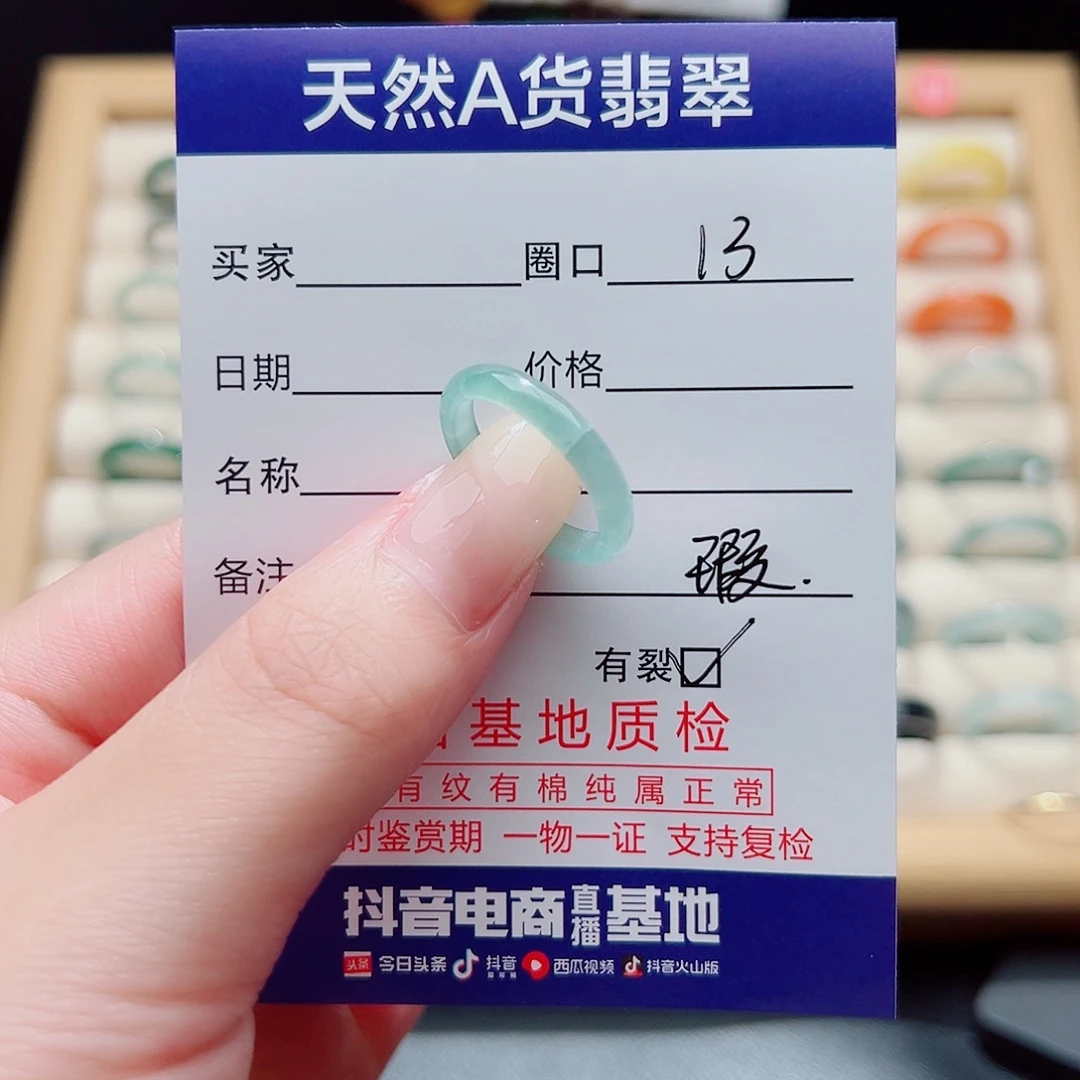 天然A货翡翠
买家 圈口 13
日期 价格
名称
备注 瑕.
有裂
基地质检
有纹有棉纯属正常
时鉴赏期 一物一证 支持复检
抖音电商直播基地
头条 今日头条 抖音 西瓜视频 抖音火山版